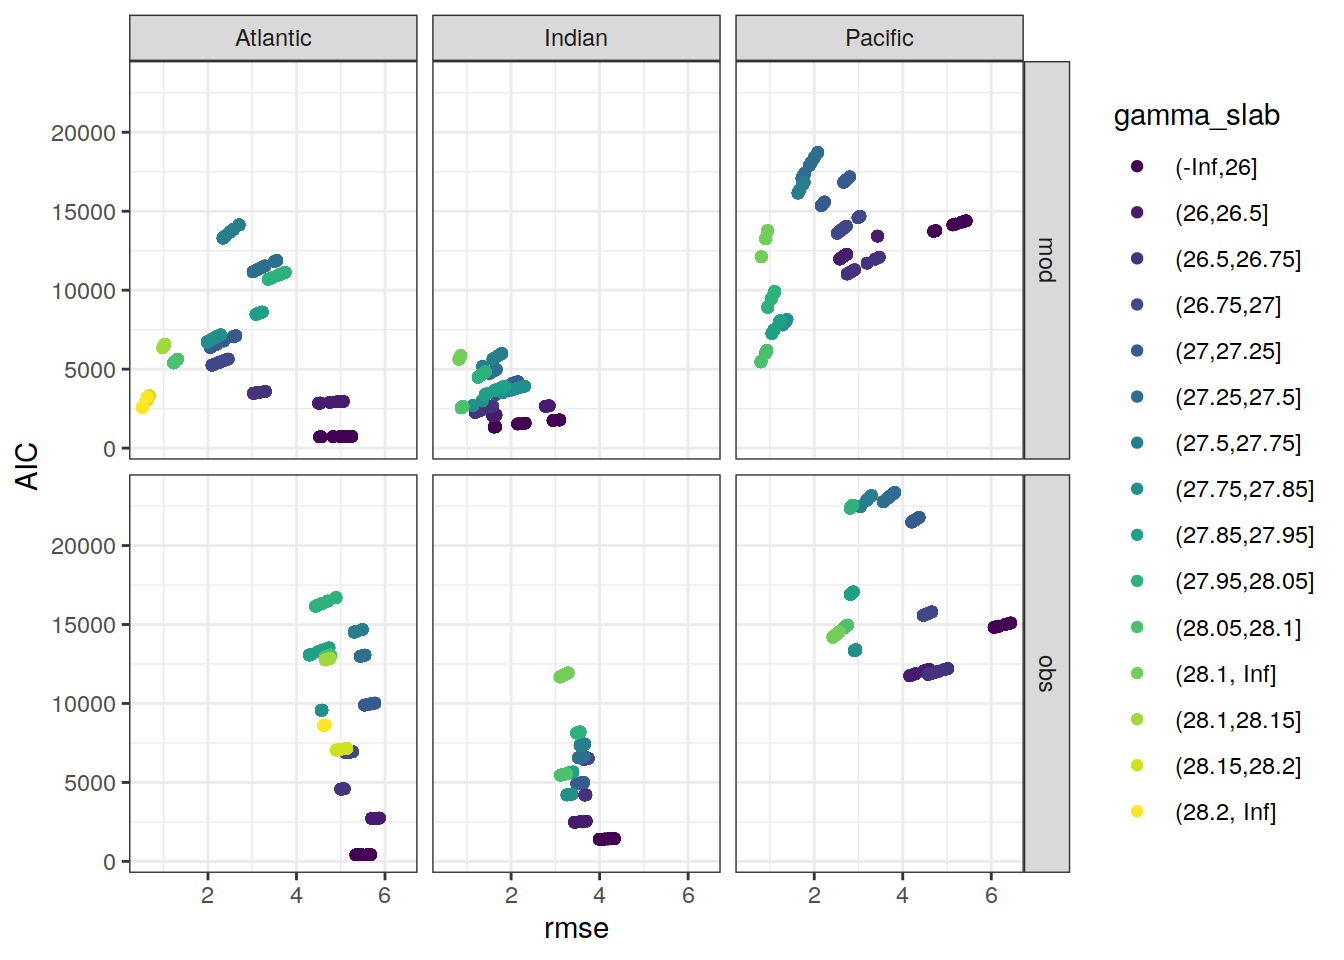 Atlantic
Indian
Pacific
gamma_slab
(-Inf,26]
(26,26.5]
(26.5,26.75]
(26.75,27]
(27,27.25]
(27.25,27.5]
(27.5,27.75]
(27.75,27.85]
(27.85,27.95]
(27.95,28.05]
(28.05,28.1]
(28.1, Inf]
(28.1,28.15]
(28.15,28.2]
(28.2, Inf]
mod
obs
AIC
20000
15000
10000
5000
0
20000
15000
10000
5000
0
2 4 6
2 4 6
2 4 6
rmse